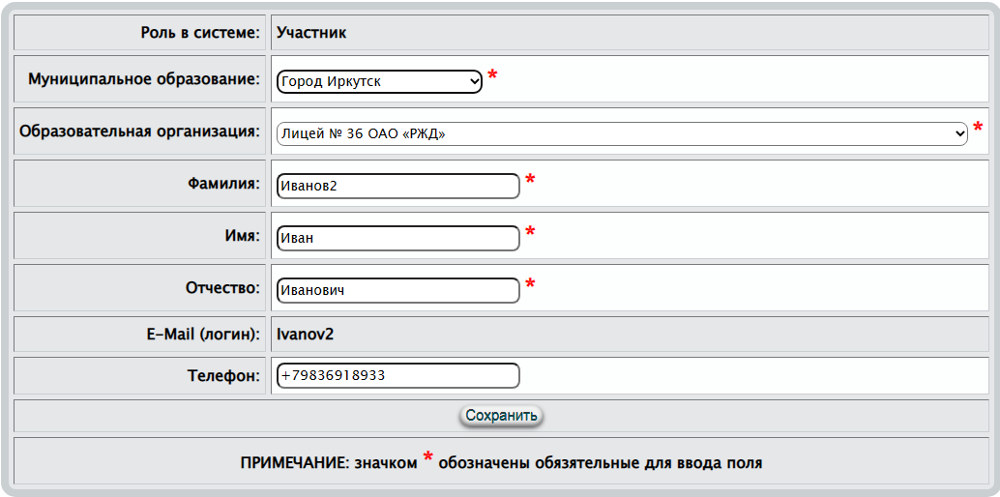 Роль в системе: Участник
Муниципальное образование: Город Иркутск *
Образовательная организация: Лицей № 36 ОАО «РЖД» *
Фамилия: Иванов2 *
Имя: Иван *
Отчество: Иванович *
E-Mail (логин): Ivanov2
Телефон: +79836918933
Сохранить
ПРИМЕЧАНИЕ: значком * обозначены обязятельные для ввода поля